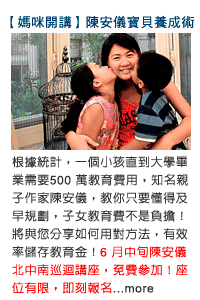 【媽咪開講】陳安儀寶貝養成術
根據統計，一個小孩直到大學畢
業需要500 萬教育費用，知名親
子作家陳安儀，教你只要懂得及
早規劃，子女教育費不是負擔！
將與您分享如何用對方法，有效
率儲存教育金！6 月中旬陳安儀
北中南巡迴講座，免費參加！座
位有限，即刻報名...more